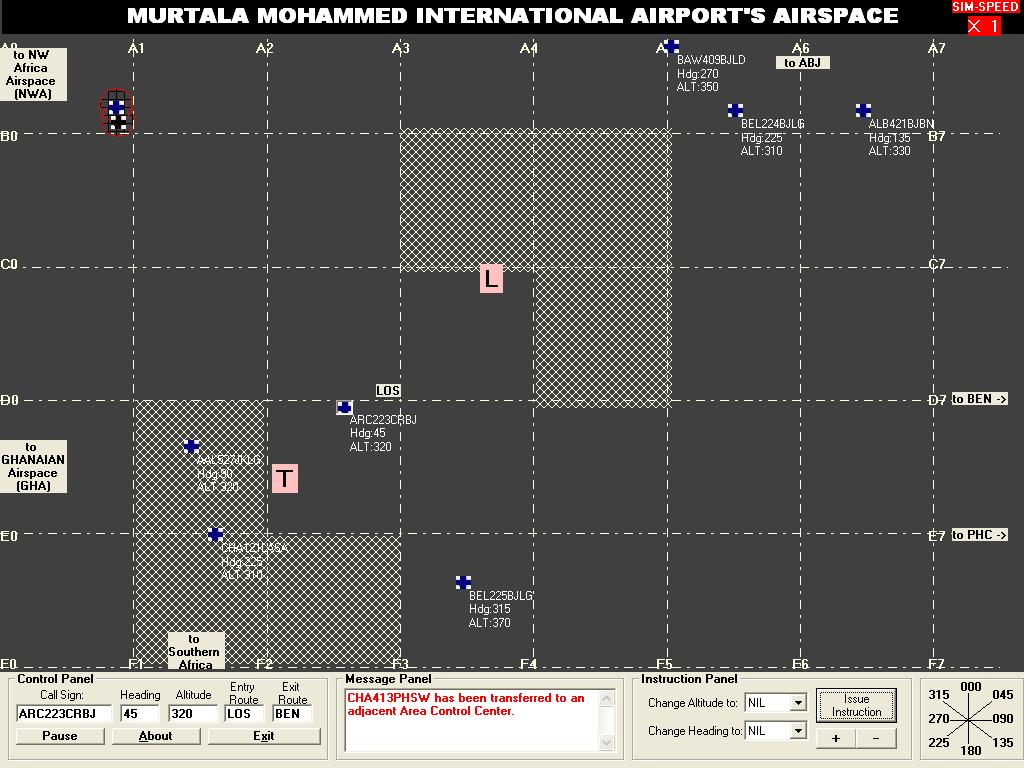 MURTALA MOHAMMED INTERNATIONAL AIRPORT'S AIRSPACE
SIM-SPEED
X 1
A0 A1 A2 A3 A4 A6 A7
to NW
Africa
Airspace
(NWA)
to ABJ
BAW409BJLD
Hdg:270
ALT:350
BEL224BJLG
Hdg:225
ALT:310
ALB421BJBN
Hdg:135
ALT:330
B0
B7
C0
C7
L
LOS
D0
D7
to BEN ->
ARC223CRBJ
Hdg:45
ALT:320
to
GHANAIAN
Airspace
(GHA)
Hdg:90
ALT:320
T
E0
E7
to PHC ->
Hdg:225
ALT:310
BEL225BJLG
Hdg:315
ALT:370
to
Southern
Africa
F0 F1 F2 F3 F4 F5 F6 F7
Control Panel
Call Sign: Heading Altitude Entry Route Exit Route
ARC223CRBJ 45 320 LOS BEN
Pause About Exit
Message Panel
CHA413PHSW has been transferred to an
adjacent Area Control Center.
Instruction Panel
Change Altitude to: NIL
Change Heading to: NIL
Issue
Instruction
+ -
315 000 045
270 090
225 180 135